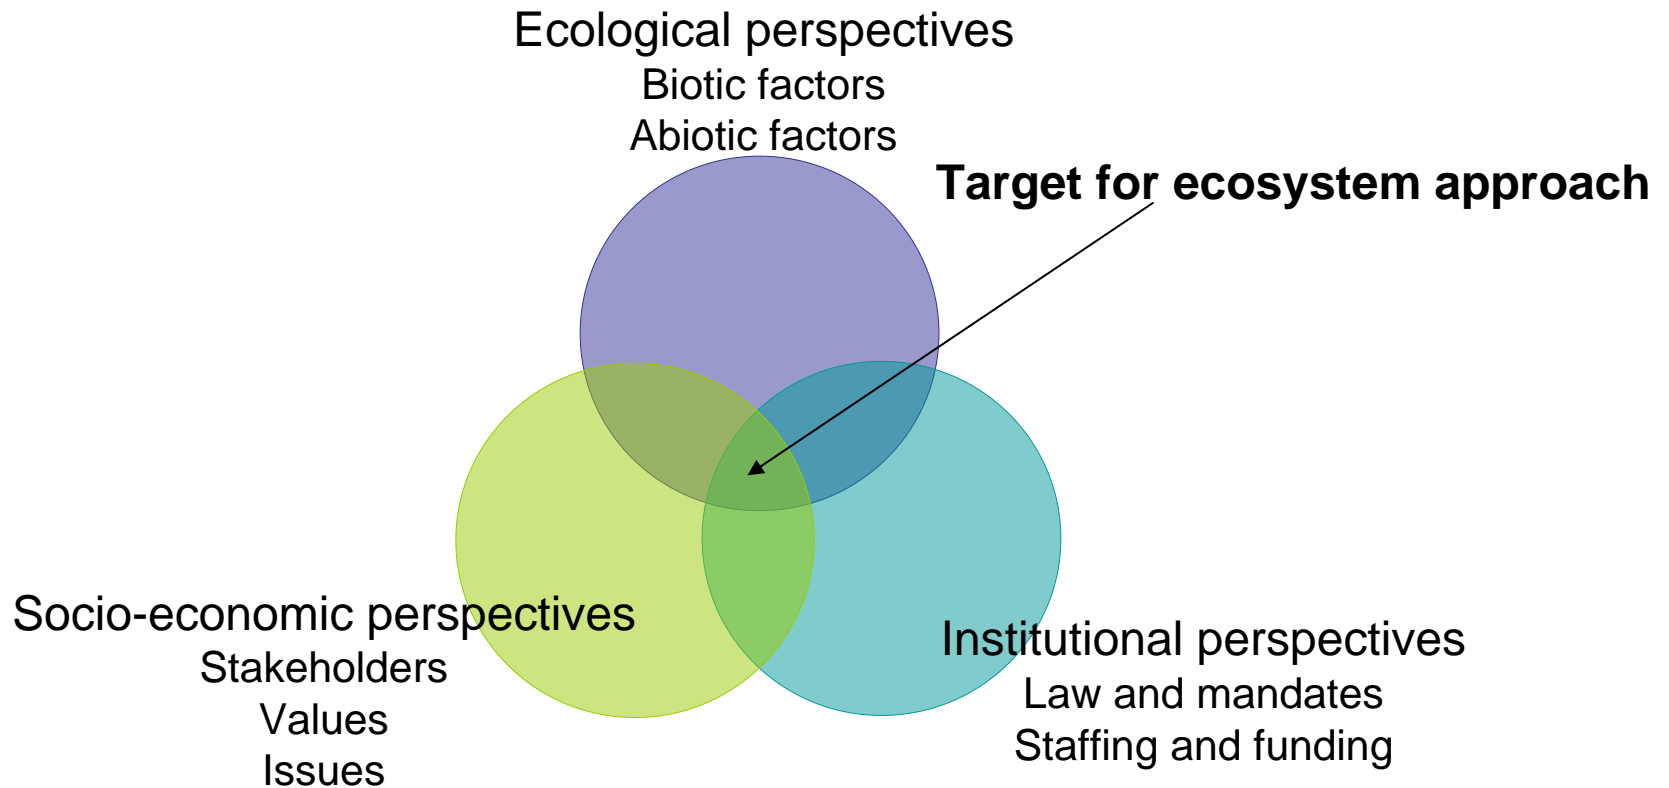 Ecological perspectives
Biotic factors
Abiotic factors
Target for ecosystem approach
Socio-economic perspectives
Stakeholders
Values
Issues
Institutional perspectives
Law and mandates
Staffing and funding